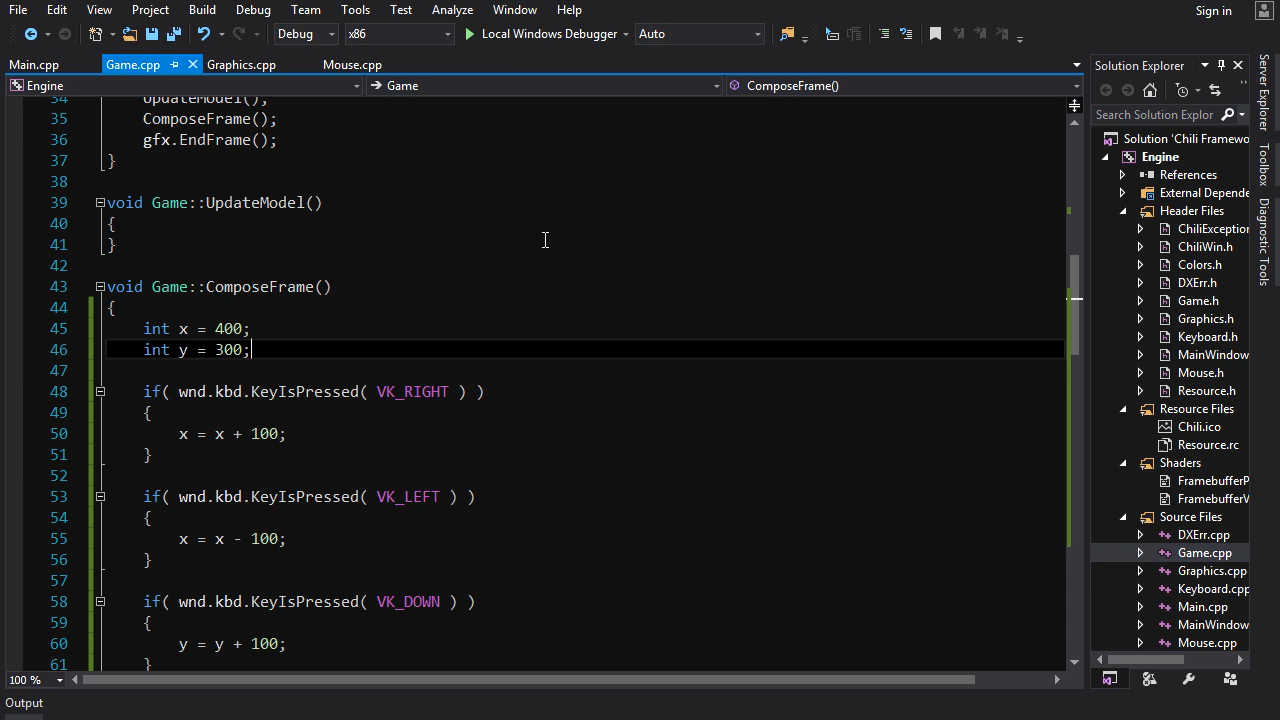 File Edit View Project Build Debug Team Tools Test Analyze Window Help Sign in
Debug x86 Local Windows Debugger Auto
Main.cpp Game.cpp Graphics.cpp Mouse.cpp
Engine Game ComposeFrame()
34 UpdateModel();
35 ComposeFrame();
36 gfx.EndFrame();
37 }
38
39 void Game::UpdateModel()
40 {
41 }
42
43 void Game::ComposeFrame()
44 {
45 int x = 400;
46 int y = 300;
47
48 if( wnd.kbd.KeyIsPressed( VK_RIGHT ) )
49 {
50 x = x + 100;
51 }
52
53 if( wnd.kbd.KeyIsPressed( VK_LEFT ) )
54 {
55 x = x - 100;
56 }
57
58 if( wnd.kbd.KeyIsPressed( VK_DOWN ) )
59 {
60 y = y + 100;
61 }
100 %
Output
Solution Explorer
Search Solution Explor
Solution 'Chili Framewo
Engine
References
External Depende
Header Files
ChiliException
ChiliWin.h
Colors.h
DXErr.h
Game.h
Graphics.h
Keyboard.h
MainWindow
Mouse.h
Resource.h
Resource Files
Chili.ico
Resource.rc
Shaders
FramebufferP
FramebufferV
Source Files
DXErr.cpp
Game.cpp
Graphics.cpp
Keyboard.cpp
Main.cpp
MainWindow
Mouse.cpp
Server Explorer
Toolbox
Diagnostic Tools